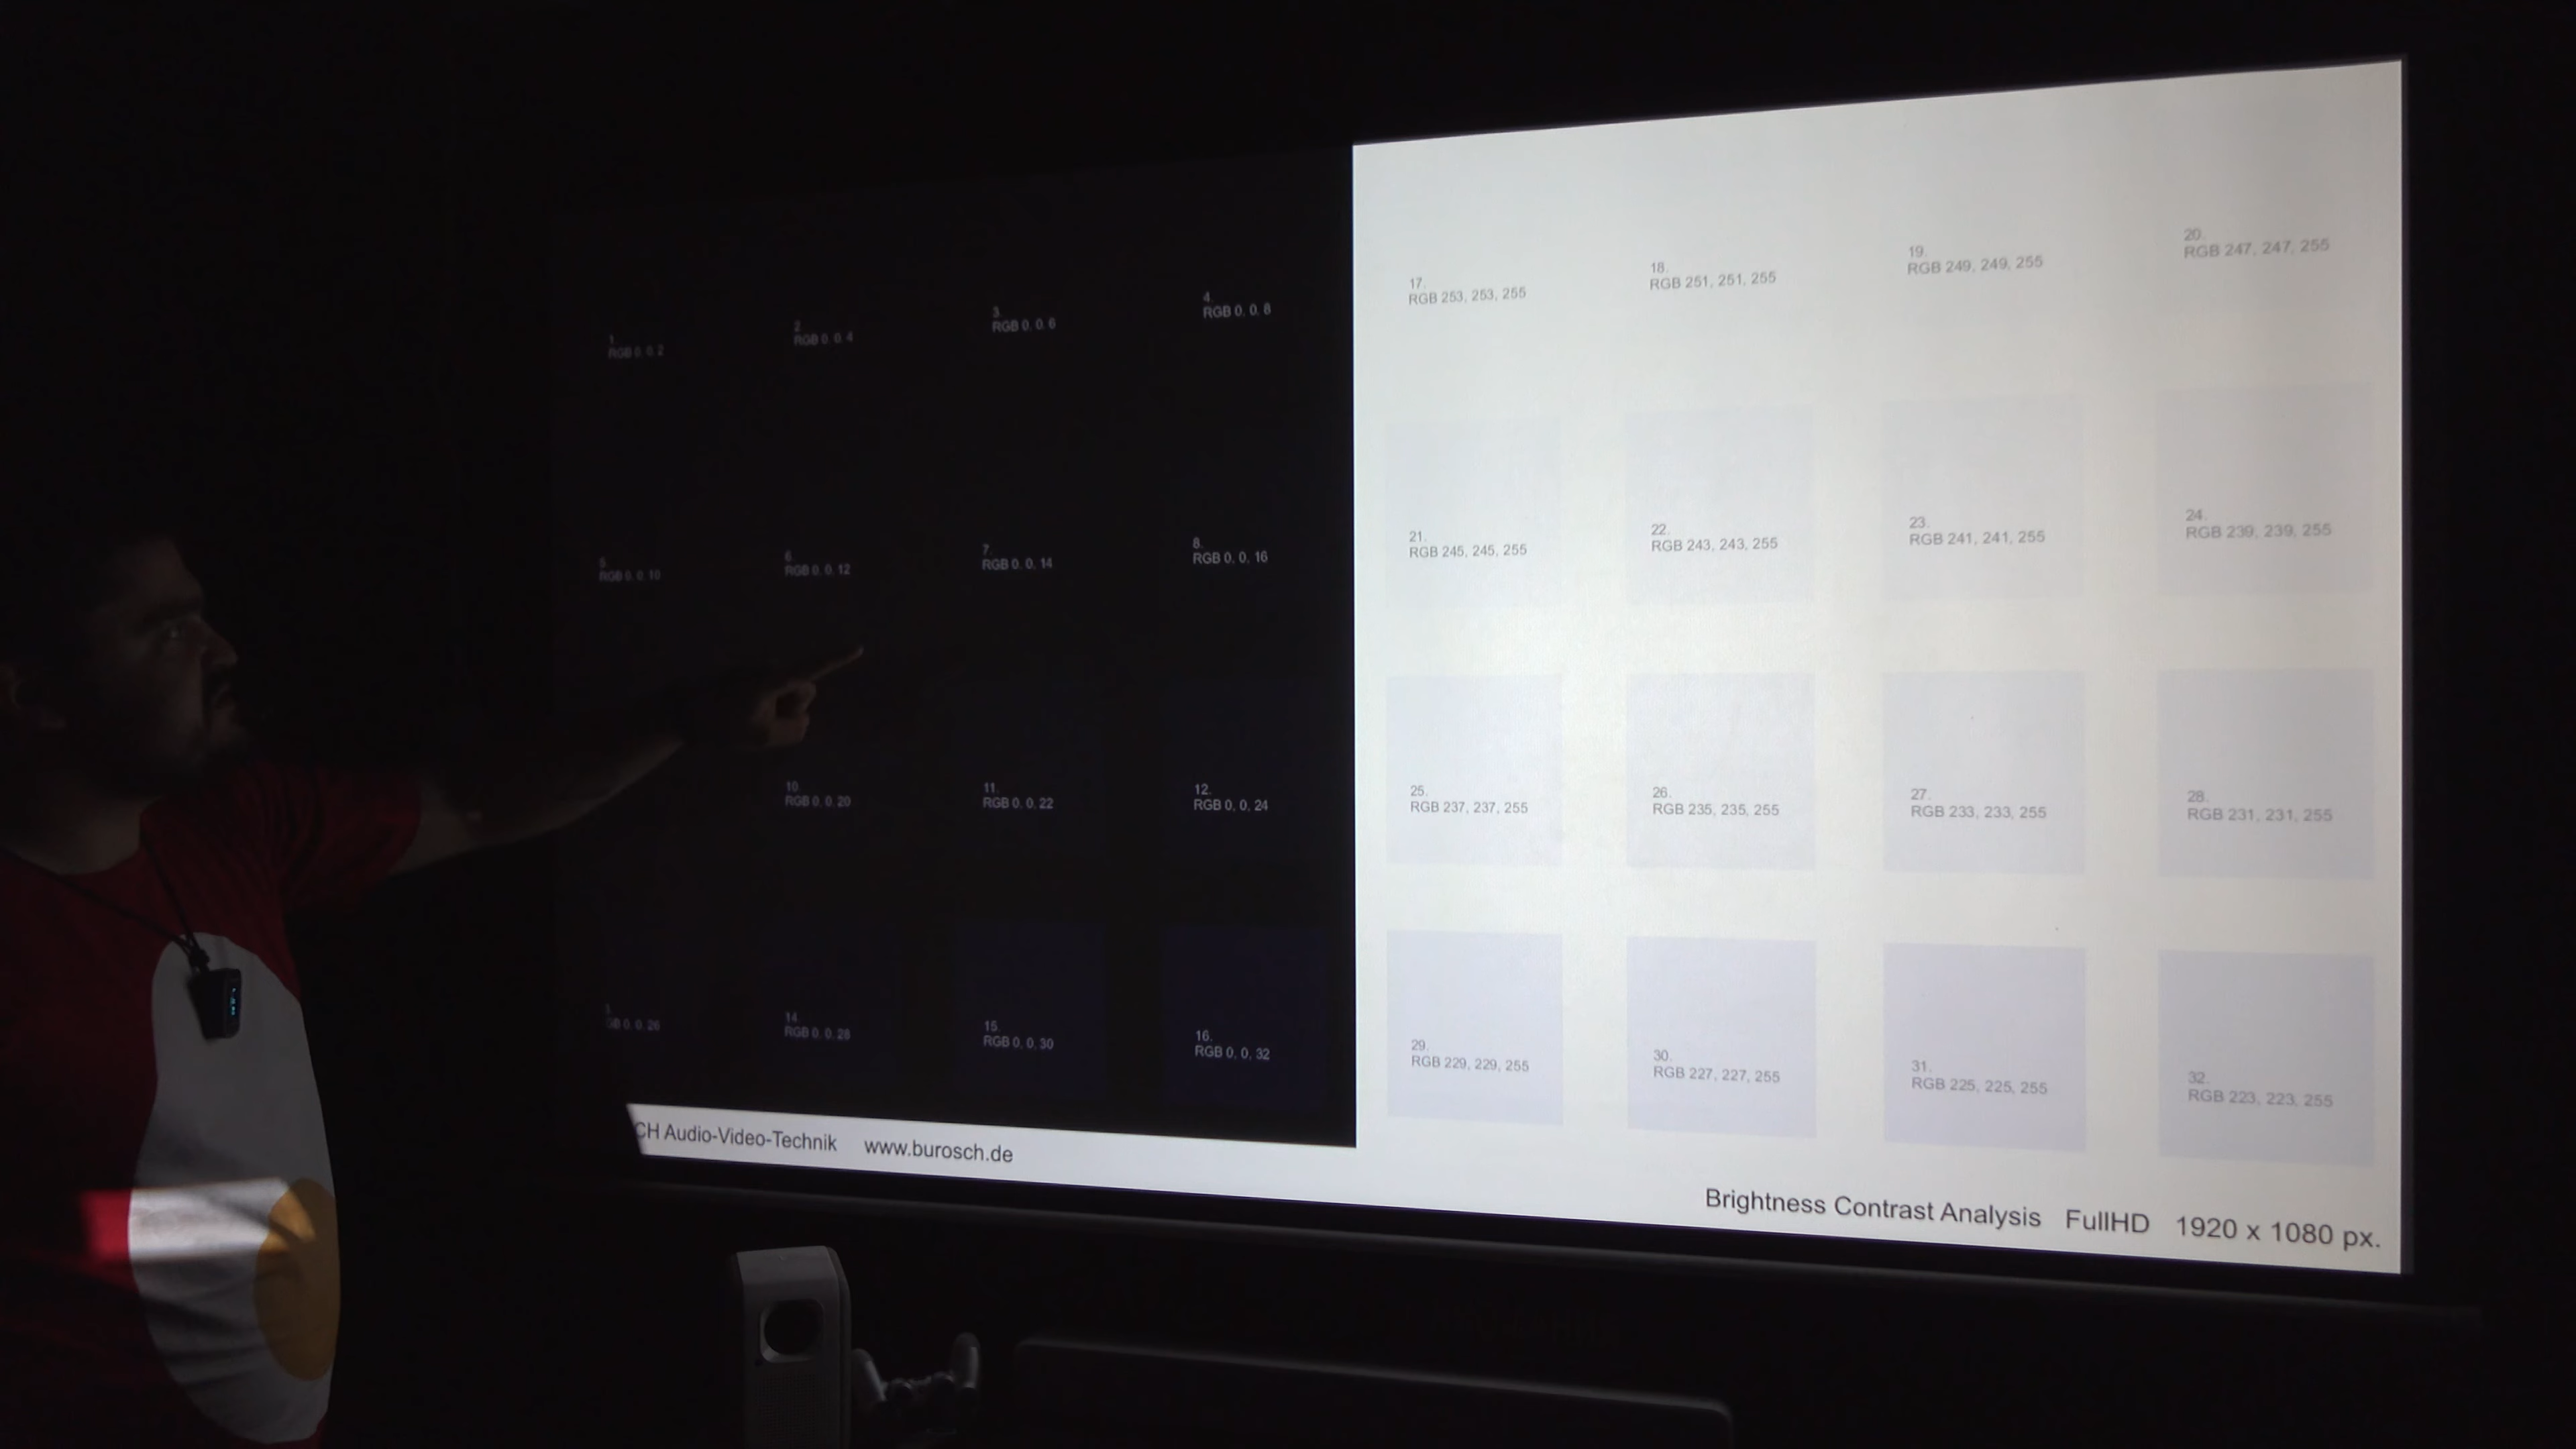 1.
RGB 0, 0, 2
2.
RGB 0, 0, 4
3.
RGB 0, 0, 6
4.
RGB 0, 0, 8
5.
RGB 0, 0, 10
6.
RGB 0, 0, 12
7.
RGB 0, 0, 14
8.
RGB 0, 0, 16
10.
RGB 0, 0, 20
11.
RGB 0, 0, 22
12.
RGB 0, 0, 24
3.
GB 0, 0, 26
14.
RGB 0, 0, 28
15.
RGB 0, 0, 30
16.
RGB 0, 0, 32
CH Audio-Video-Technik www.burosch.de
17.
RGB 253, 253, 255
18.
RGB 251, 251, 255
19.
RGB 249, 249, 255
20.
RGB 247, 247, 255
21.
RGB 245, 245, 255
22.
RGB 243, 243, 255
23.
RGB 241, 241, 255
24.
RGB 239, 239, 255
25.
RGB 237, 237, 255
26.
RGB 235, 235, 255
27.
RGB 233, 233, 255
28.
RGB 231, 231, 255
29.
RGB 229, 229, 255
30.
RGB 227, 227, 255
31.
RGB 225, 225, 255
32.
RGB 223, 223, 255
Brightness Contrast Analysis FullHD 1920 x 1080 px.